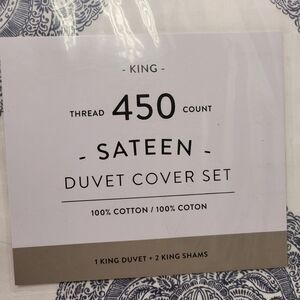 - KING -
THREAD 450 COUNT
- SATEEN -
DUVET COVER SET
100% COTTON / 100% COTON
1 KING DUVET + 2 KING SHAMS